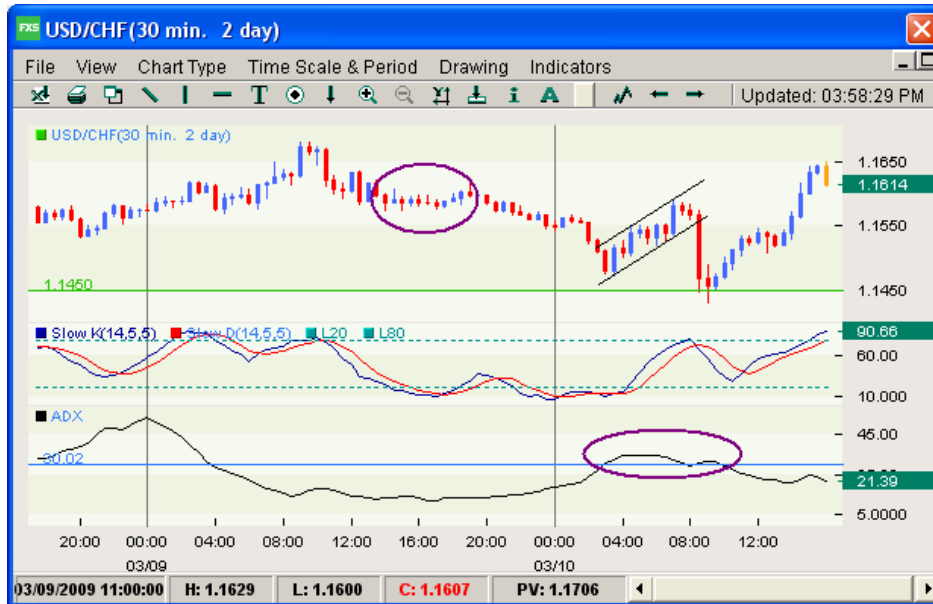 FXS USD/CHF(30 min. 2 day)
File View Chart Type Time Scale & Period Drawing Indicators
T i A Updated: 03:58:29 PM
USD/CHF(30 min. 2 day)
1.1650
1.1614
1.1550
1.1450
1.1450
Slow K(14,5,5) Slow D(14,5,5) L20 L80
90.66
60.00
10.000
ADX
45.00
30.02
21.39
5.0000
20:00 00:00 04:00 08:00 12:00 16:00 20:00 00:00 04:00 08:00 12:00
03/09 03/10
03/09/2009 11:00:00 H: 1.1629 L: 1.1600 C: 1.1607 PV: 1.1706